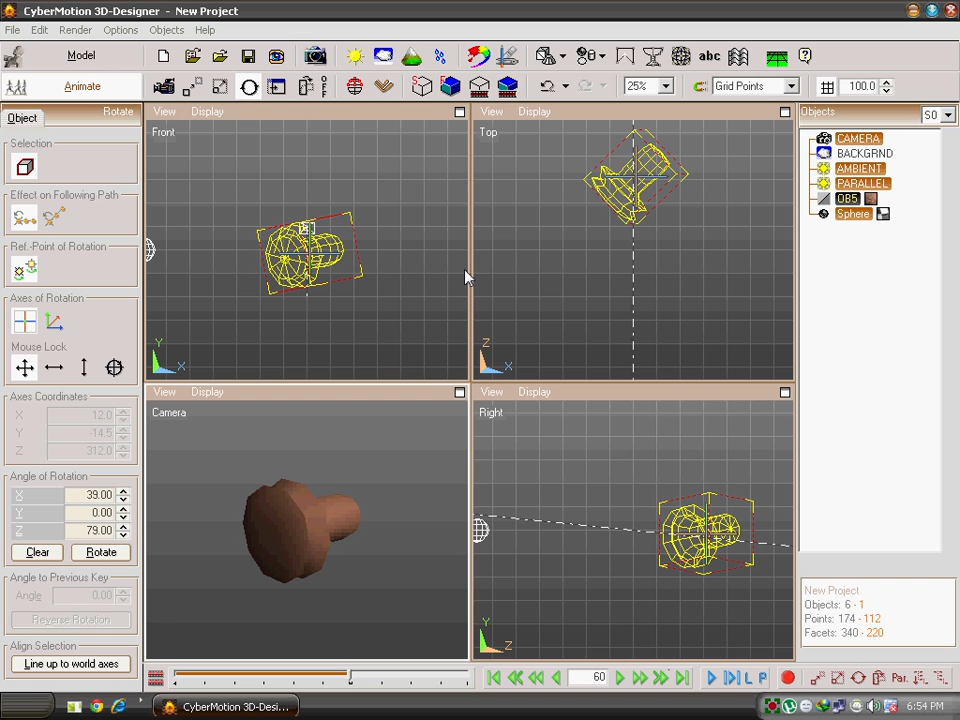 CyberMotion 3D-Designer - New Project
File Edit Render Options Objects Help
Model
abc
Animate
25%
Grid Points
100.0
Object
Rotate
Selection
Effect on Following Path
Ref.-Point of Rotation
Axes of Rotation
Mouse Lock
Axes Coordinates
X 12.0
Y -14.5
Z 312.0
Angle of Rotation
X 39.00
Y 0.00
Z 79.00
Clear Rotate
Angle to Previous Key
Angle 0.00
Reverse Rotation
Align Selection
Line up to world axes
View Display
Front
Y
X
View Display
Top
Z
X
View Display
Camera
View Display
Right
Y
Z
Objects
S0
CAMERA
BACKGRND
AMBIENT
PARALLEL
OB5
Sphere
New Project
Objects: 6 - 1
Points: 174 - 112
Facets: 340 - 220
60
L P
Par.
CyberMotion 3D-Desi...
6:54 PM